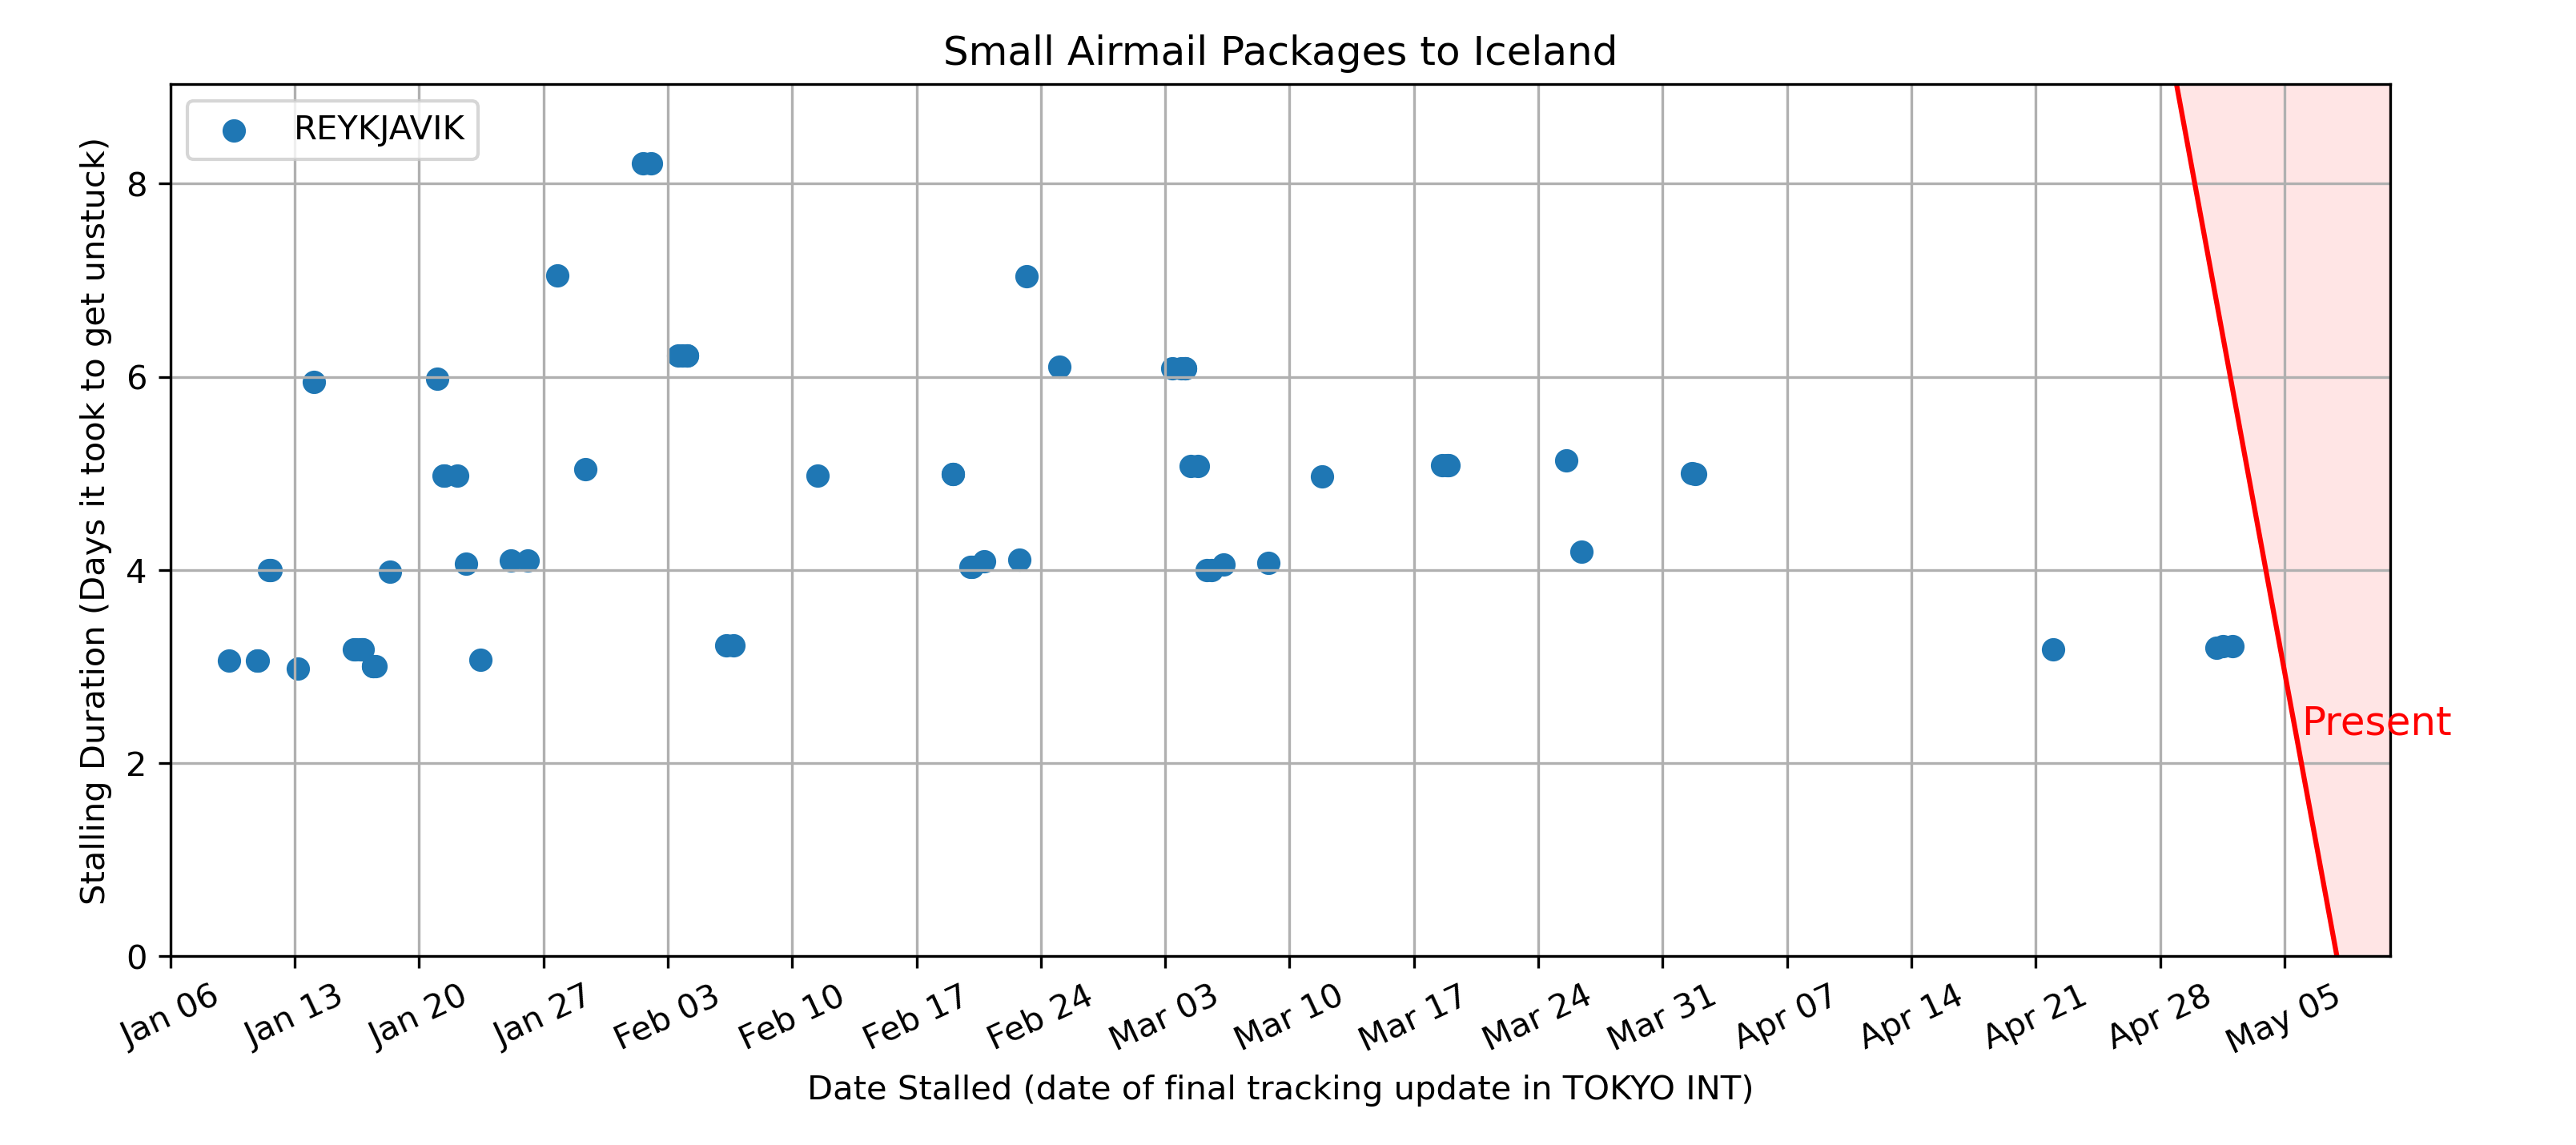 Small Airmail Packages to Iceland
REYKJAVIK
Stalling Duration (Days it took to get unstuck)
8
6
4
2
0
Present
Jan 06
Jan 13
Jan 20
Jan 27
Feb 03
Feb 10
Feb 17
Feb 24
Mar 03
Mar 10
Mar 17
Mar 24
Mar 31
Apr 07
Apr 14
Apr 21
Apr 28
May 05
Date Stalled (date of final tracking update in TOKYO INT)